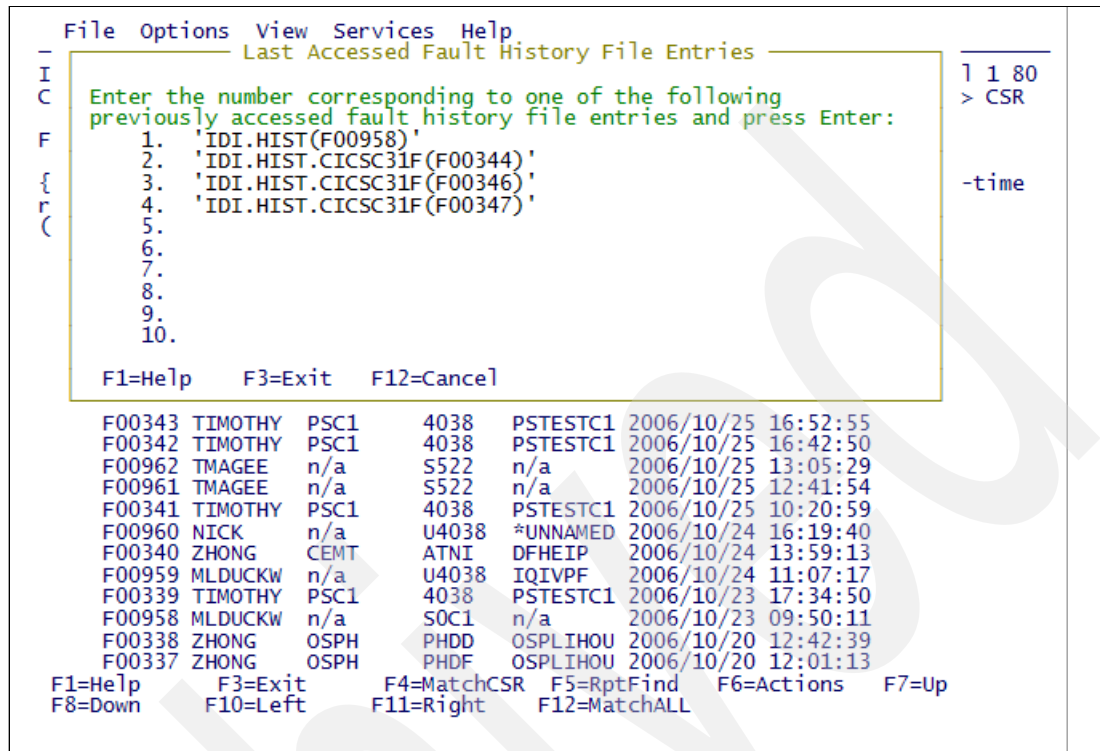 File Options View Services Help
Last Accessed Fault History File Entries
I l 1 80
C Enter the number corresponding to one of the following > CSR
previously accessed fault history file entries and press Enter:
F 1. 'IDI.HIST(F00958)'
2. 'IDI.HIST.CICSC31F(F00344)'
{ 3. 'IDI.HIST.CICSC31F(F00346)' -time
r 4. 'IDI.HIST.CICSC31F(F00347)'
( 5.
6.
7.
8.
9.
10.
F1=Help F3=Exit F12=Cancel
F00343 TIMOTHY PSC1 4038 PSTESTC1 2006/10/25 16:52:55
F00342 TIMOTHY PSC1 4038 PSTESTC1 2006/10/25 16:42:50
F00962 TMAGEE n/a S522 n/a 2006/10/25 13:05:29
F00961 TMAGEE n/a S522 n/a 2006/10/25 12:41:54
F00341 TIMOTHY PSC1 4038 PSTESTC1 2006/10/25 10:20:59
F00960 NICK n/a U4038 *UNNAMED 2006/10/24 16:19:40
F00340 ZHONG CEMT ATNI DFHEIP 2006/10/24 13:59:13
F00959 MLDUCKW n/a U4038 IQIVPF 2006/10/24 11:07:17
F00339 TIMOTHY PSC1 4038 PSTESTC1 2006/10/23 17:34:50
F00958 MLDUCKW n/a S0C1 n/a 2006/10/23 09:50:11
F00338 ZHONG OSPH PHDD OSPLIHOU 2006/10/20 12:42:39
F00337 ZHONG OSPH PHDF OSPLIHOU 2006/10/20 12:01:13
F1=Help F3=Exit F4=MatchCSR F5=RptFind F6=Actions F7=Up
F8=Down F10=Left F11=Right F12=MatchALL